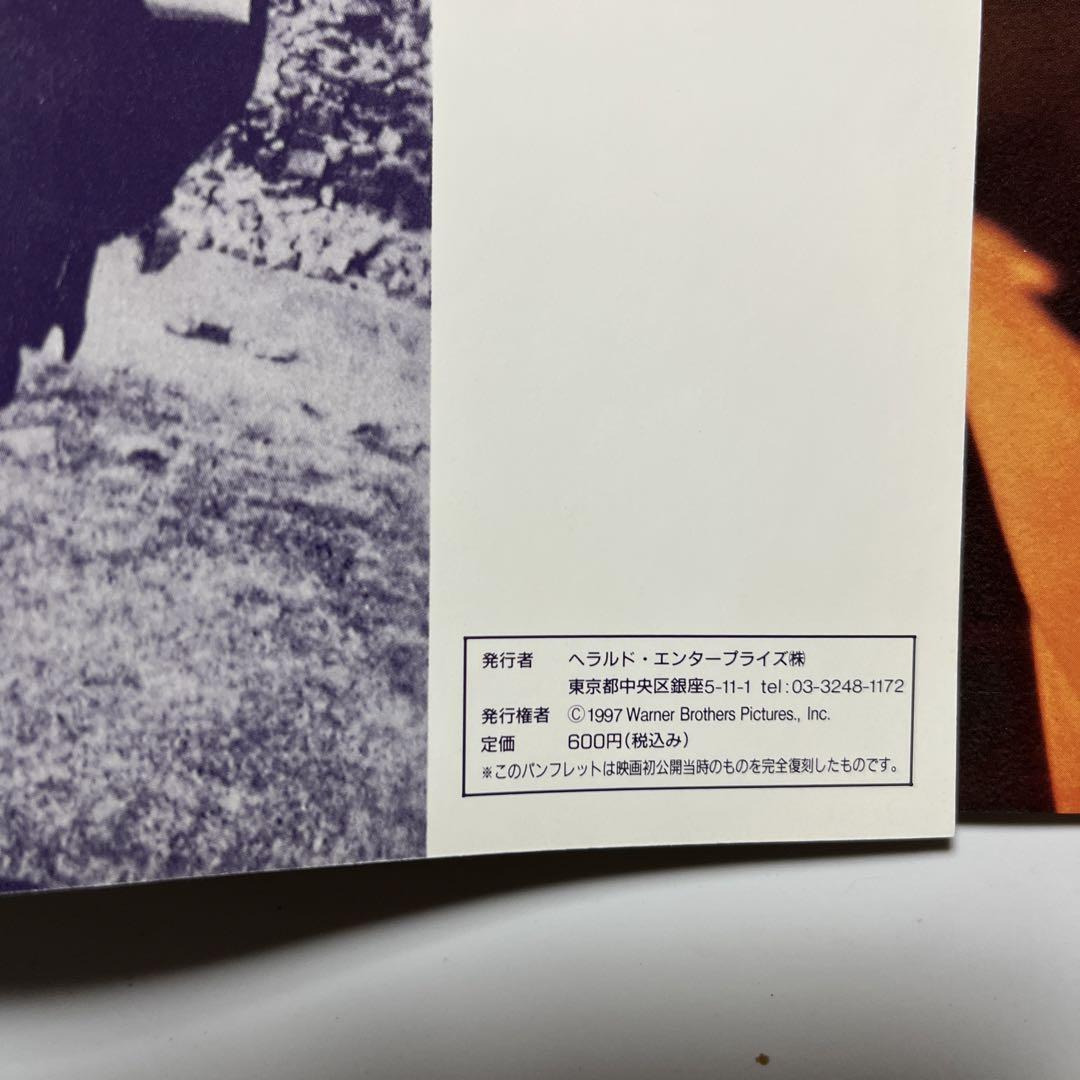 発行者 ヘラルド・エンタープライズ㈱
東京都中央区銀座5-11-1 tel:03-3248-1172
発行権者 ©1997 Warner Brothers Pictures., Inc.
定価 600円(税込み)
※このパンフレットは映画初公開当時のものを完全復刻したものです。